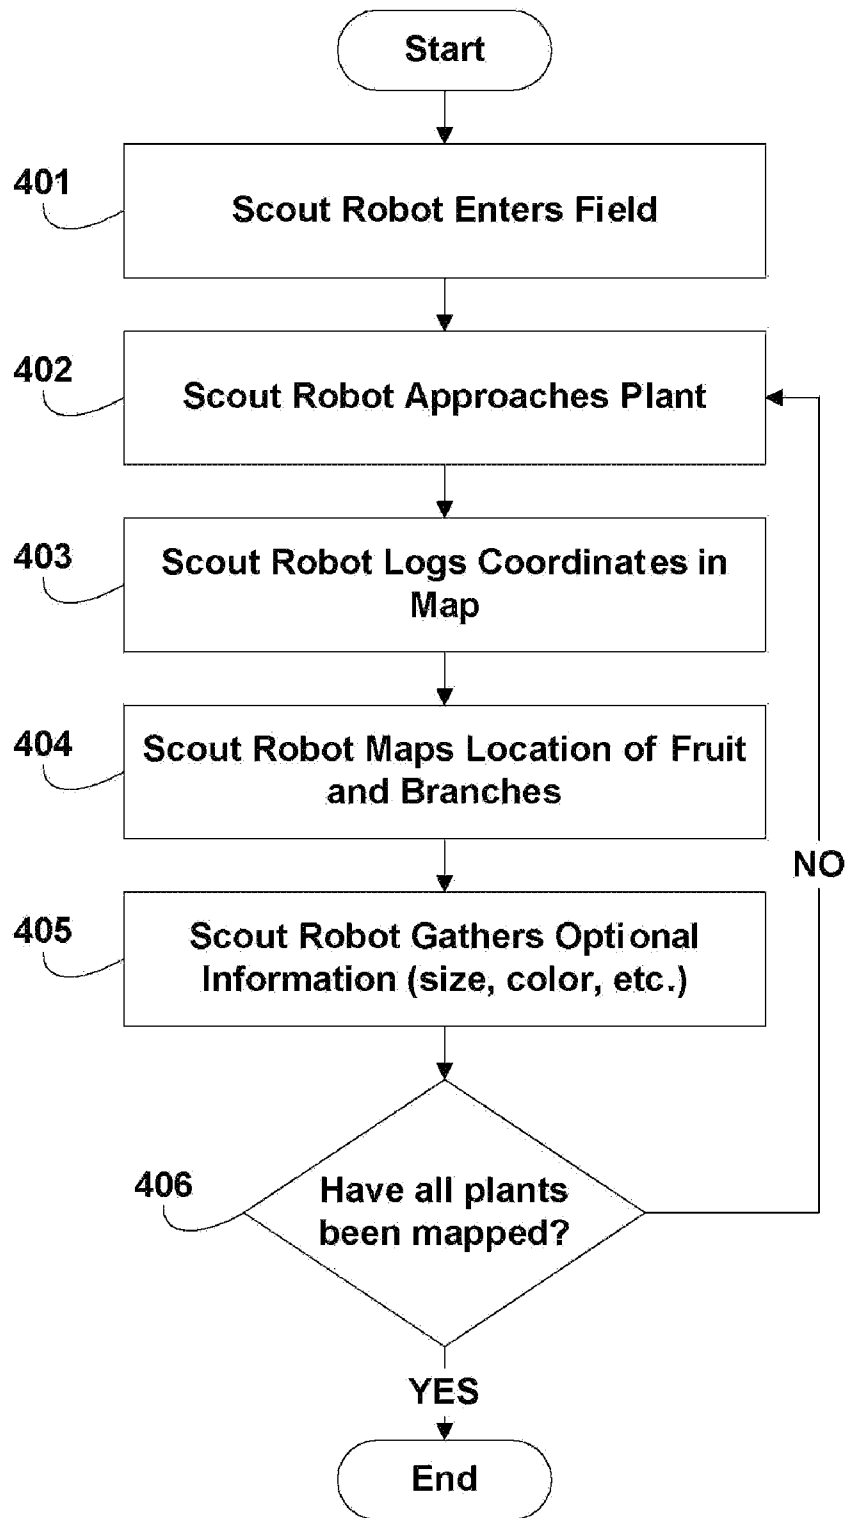 Start
401
Scout Robot Enters Field
402
Scout Robot Approaches Plant
403
Scout Robot Logs Coordinates in
Map
404
Scout Robot Maps Location of Fruit
and Branches
NO
405
Scout Robot Gathers Optional
Information (size, color, etc.)
406
Have all plants
been mapped?
YES
End